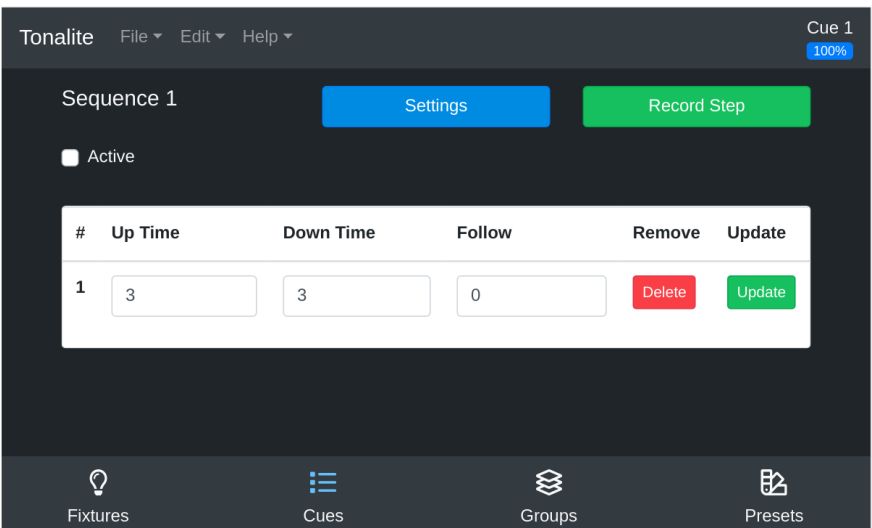 Tonalite File Edit Help Cue 1
100%
Sequence 1 Settings Record Step
Active
# Up Time Down Time Follow Remove Update
1 3 3 0 Delete Update
Fixtures Cues Groups Presets